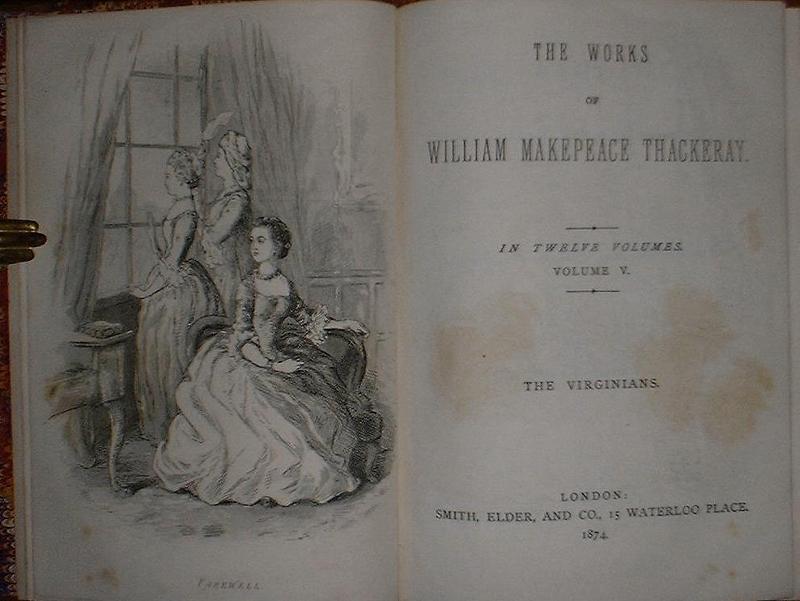 FAREWELL
THE WORKS
OF
WILLIAM MAKEPEACE THACKERAY.
IN TWELVE VOLUMES.
VOLUME V.
THE VIRGINIANS.
LONDON:
SMITH, ELDER, AND CO., 15 WATERLOO PLACE.
1874.